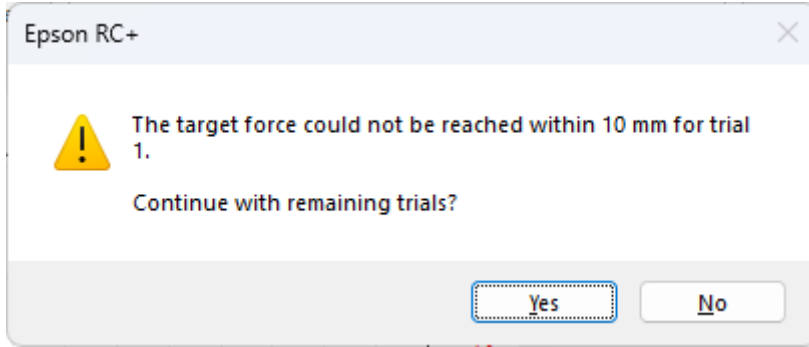 Epson RC+
The target force could not be reached within 10 mm for trial
1.
Continue with remaining trials?
Yes
No